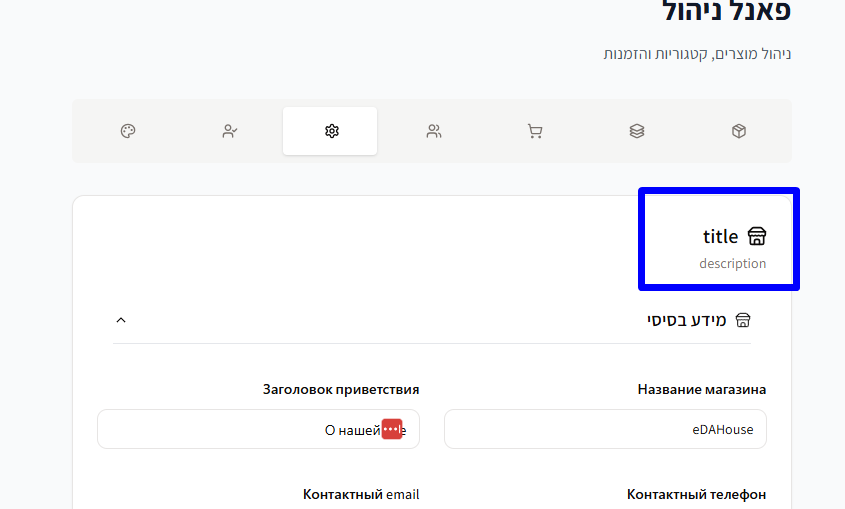 פאנל ניהול
ניהול מוצרים, קטגוריות והזמנות
title
description
מידע בסיסי
Название магазина
Заголовок приветствия
eDAHouse
О нашей
Контактный телефон
Контактный email